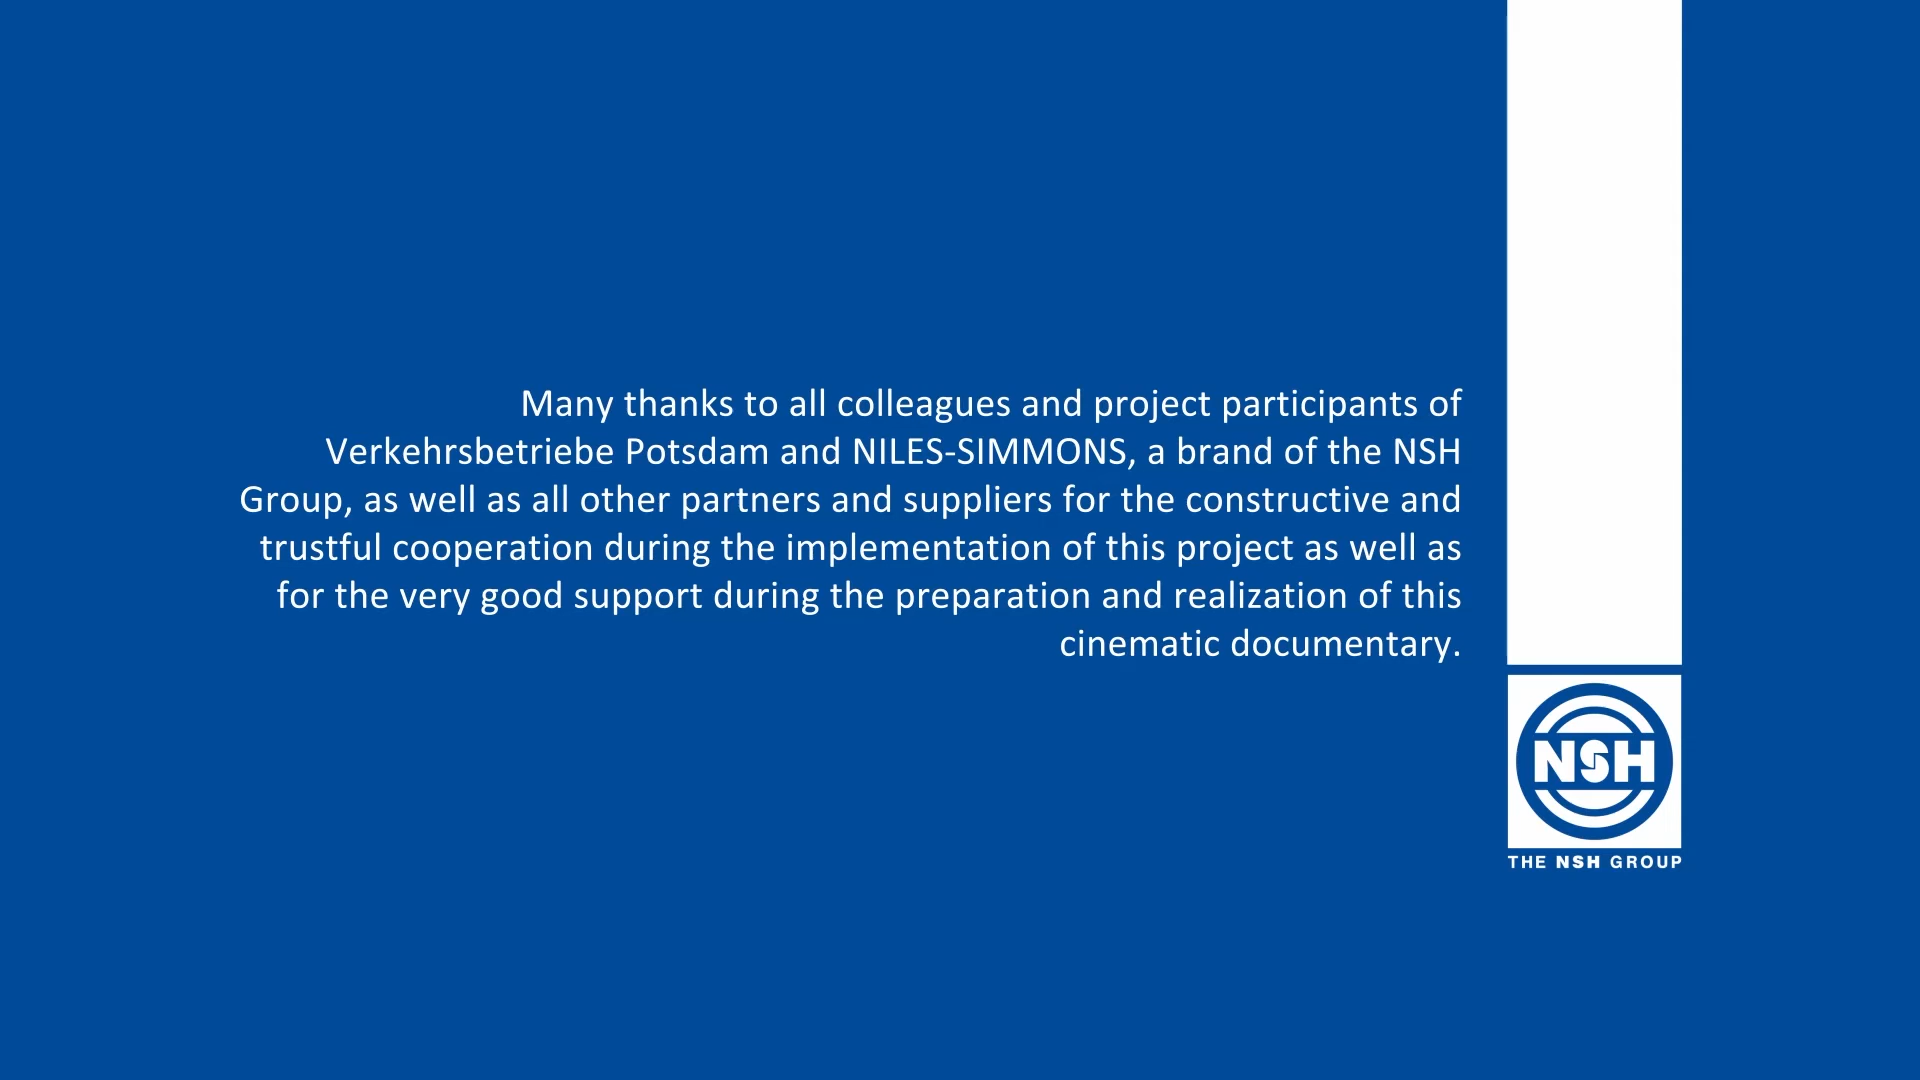 Many thanks to all colleagues and project participants of
Verkehrsbetriebe Potsdam and NILES-SIMMONS, a brand of the NSH
Group, as well as all other partners and suppliers for the constructive and
trustful cooperation during the implementation of this project as well as
for the very good support during the preparation and realization of this
cinematic documentary.
NSH
THE NSH GROUP